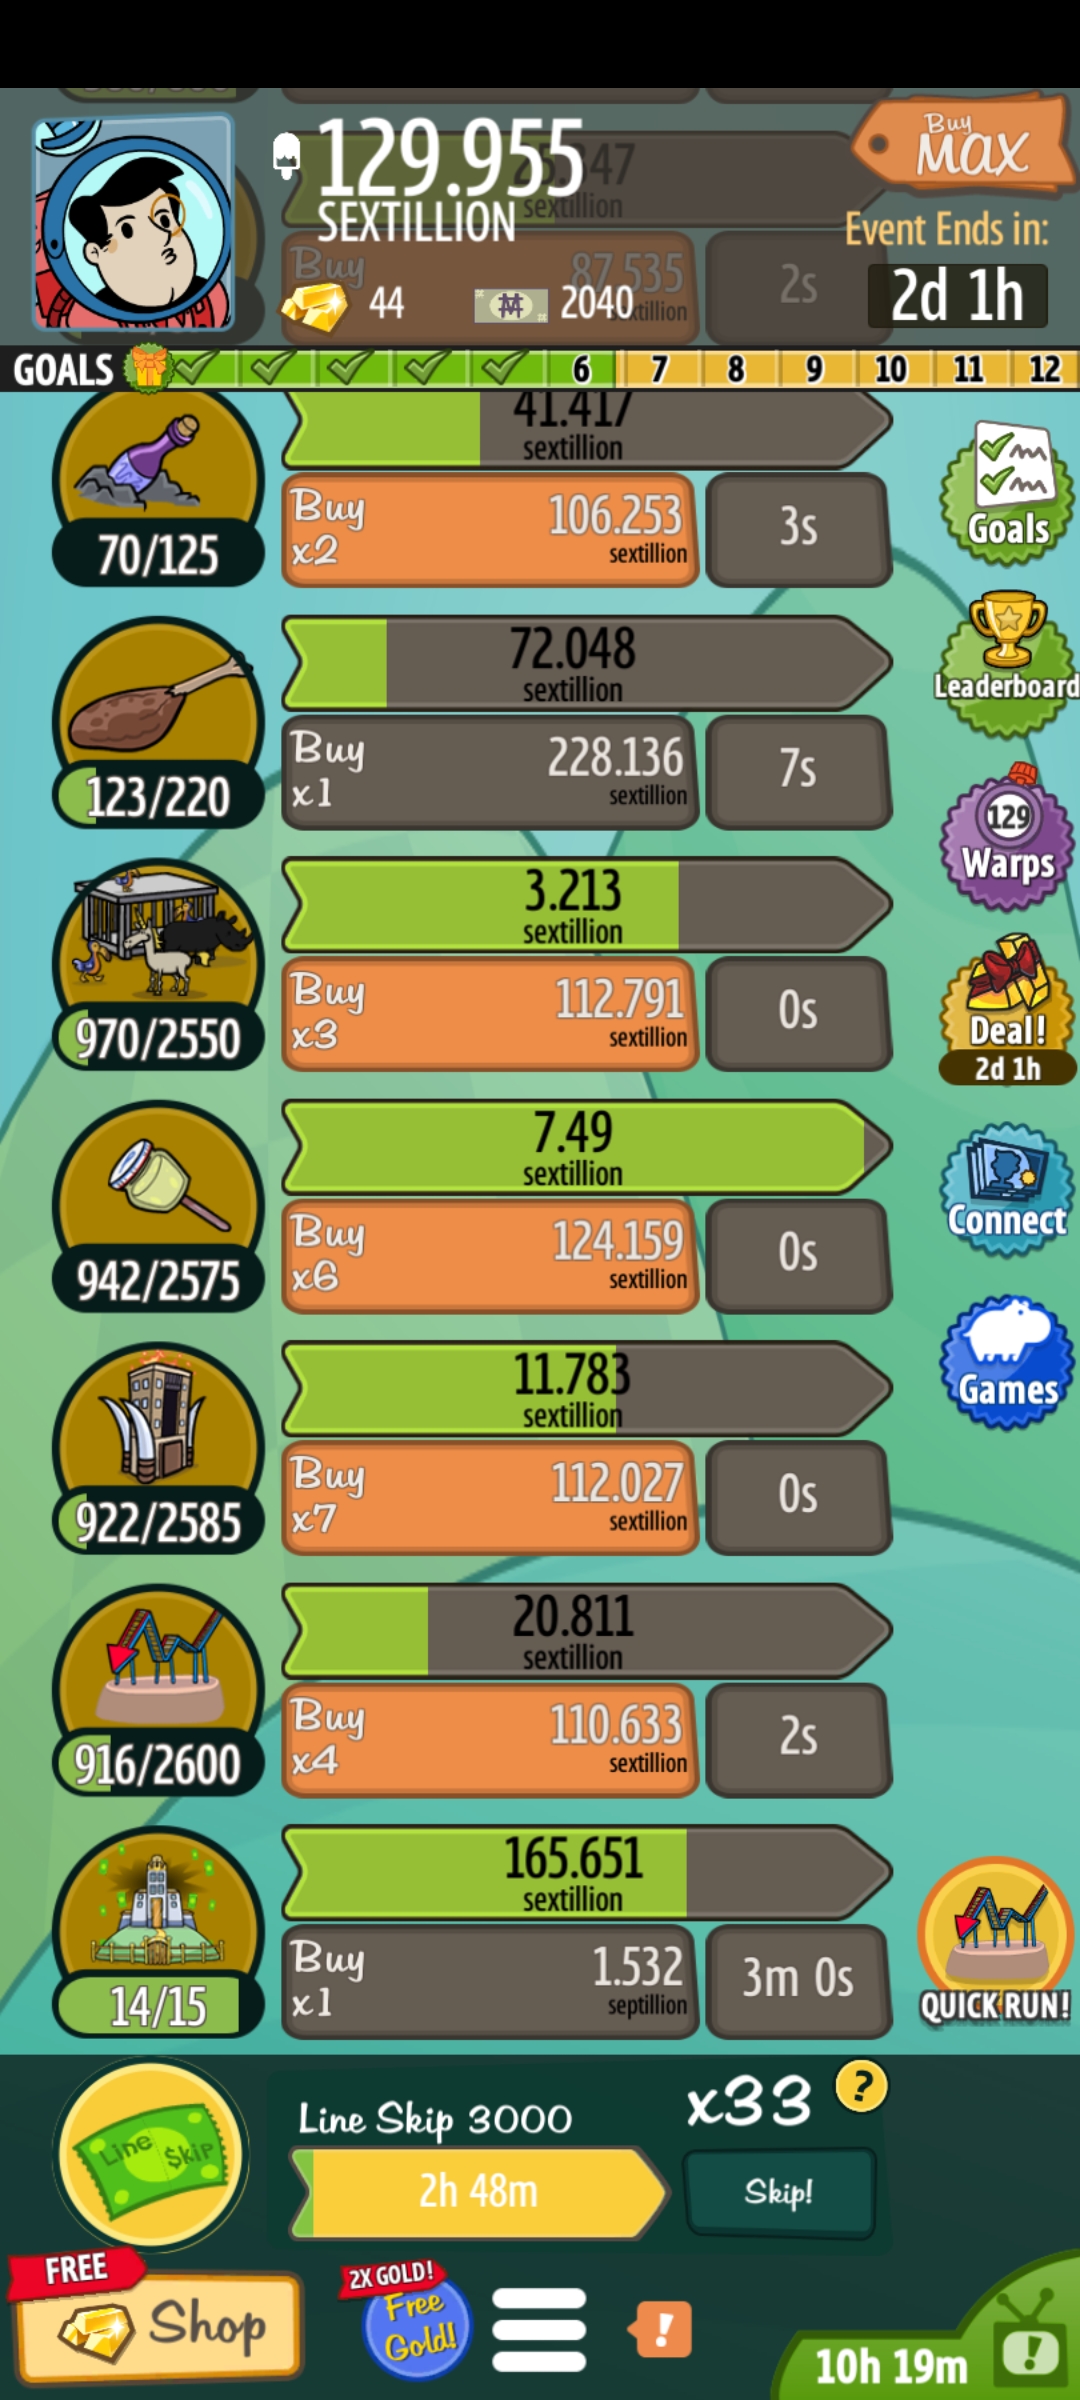 129.955
SEXTILLION
Buy
MAX
Event Ends in:
2d 1h
sextillion
Buy
87.535
2s
44
2040
GOALS
6
7
8
9
10
11
12
41.417
sextillion
70/125
Buy
x2
106.253
sextillion
3s
Goals
72.048
sextillion
123/220
Buy
x1
228.136
sextillion
7s
Leaderboard
3.213
sextillion
970/2550
Buy
x3
112.791
sextillion
0s
129
Warps
Deal!
2d 1h
7.49
sextillion
942/2575
Buy
x6
124.159
sextillion
0s
Connect
11.783
sextillion
922/2585
Buy
x7
112.027
sextillion
0s
Games
20.811
sextillion
916/2600
Buy
x4
110.633
sextillion
2s
165.651
sextillion
14/15
Buy
x1
1.532
septillion
3m 0s
QUICK RUN!
Line Skip
Line Skip 3000
2h 48m
x33
?
Skip!
FREE
Shop
2X GOLD!
Free
Gold!
!
10h 19m
!